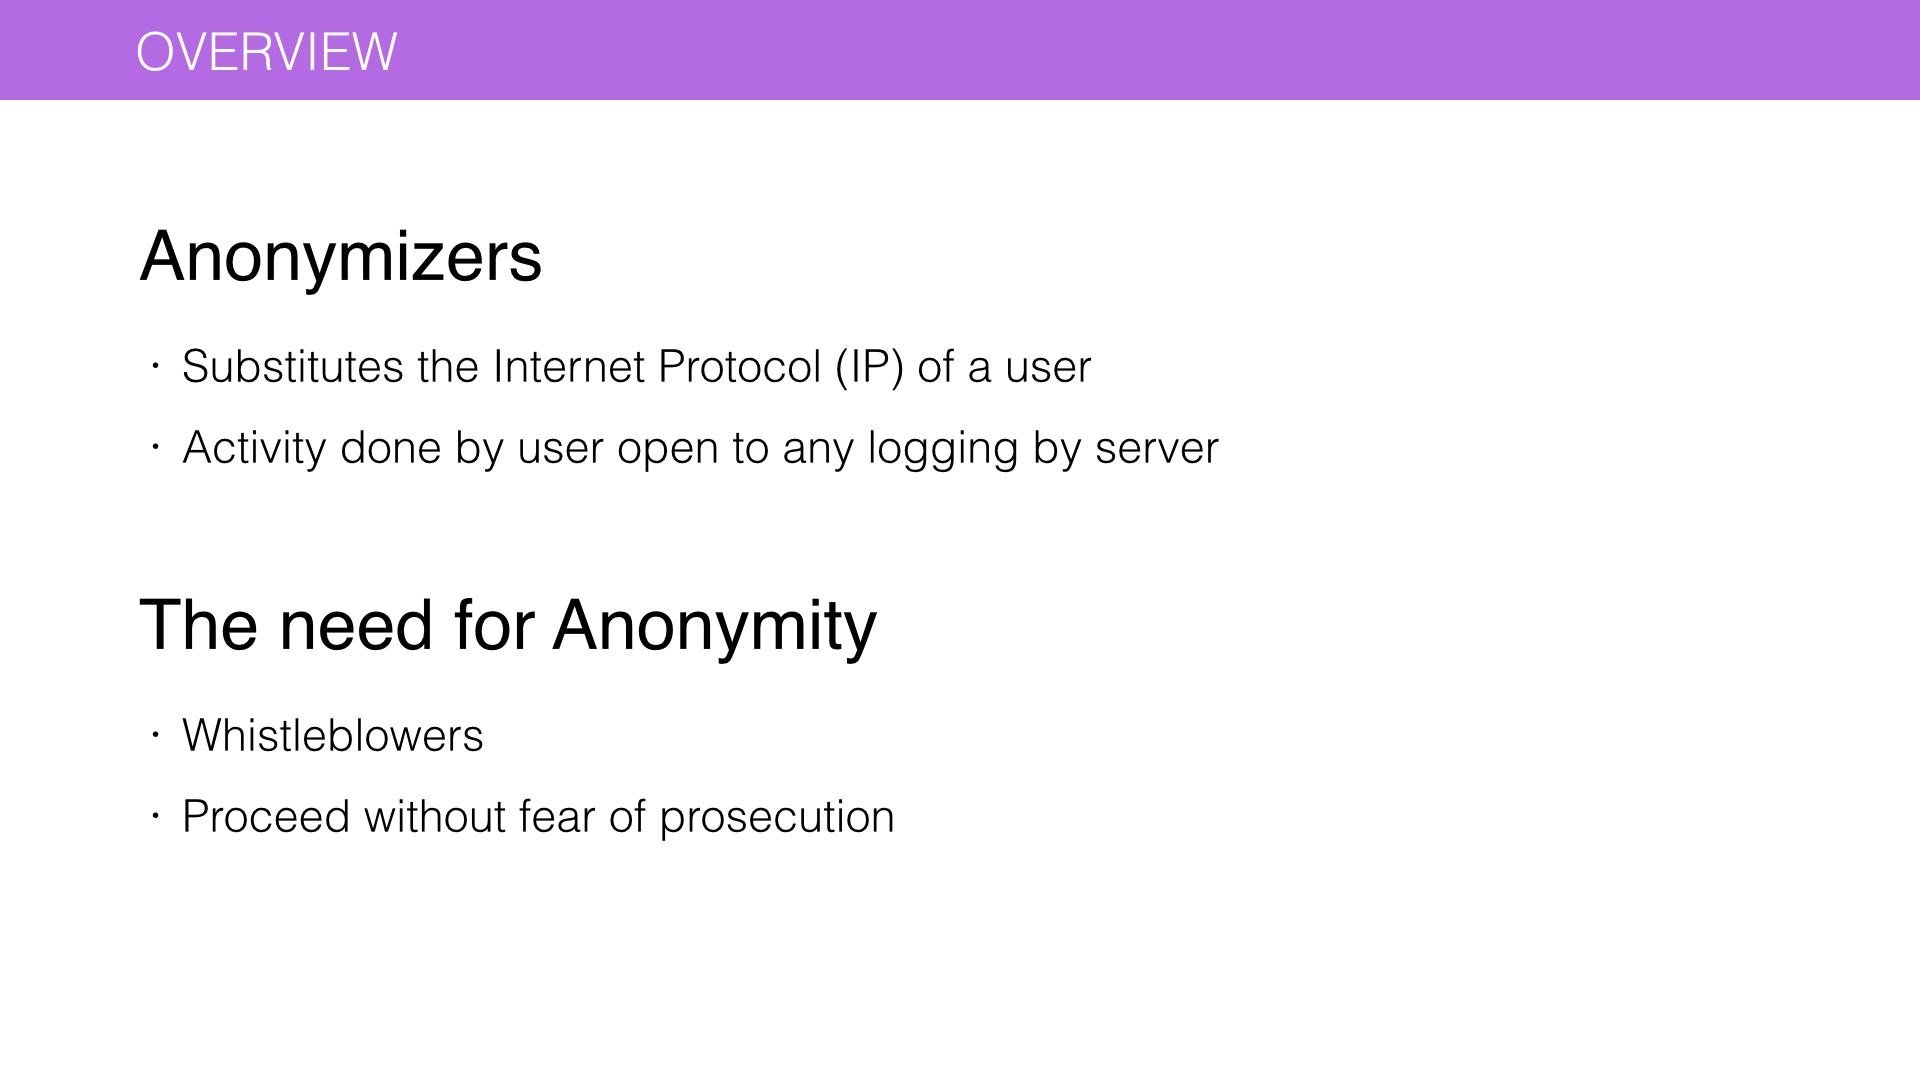 OVERVIEW
Anonymizers
· Substitutes the Internet Protocol (IP) of a user
· Activity done by user open to any logging by server
The need for Anonymity
· Whistleblowers
· Proceed without fear of prosecution